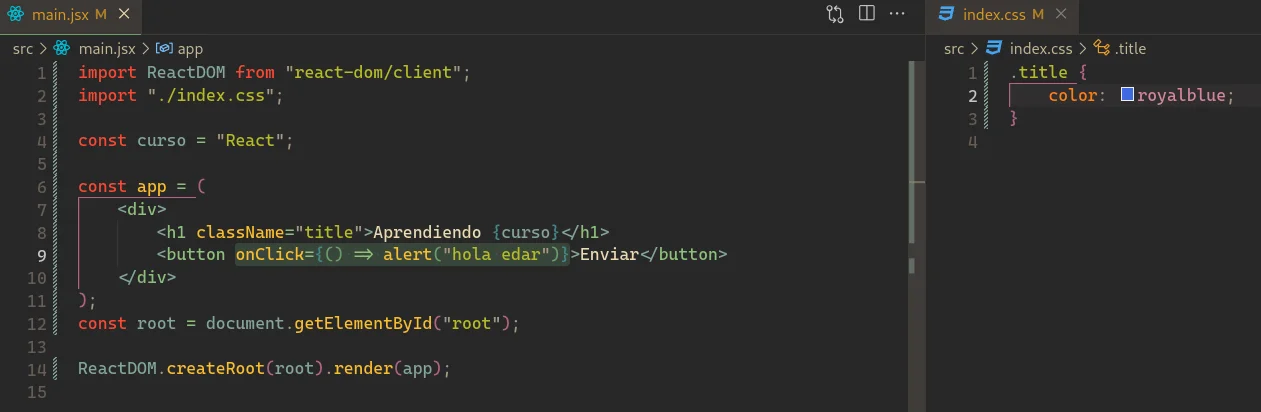 main.jsx M
src > main.jsx > app
1 import ReactDOM from "react-dom/client";
2 import "./index.css";
3
4 const curso = "React";
5
6 const app = (
7 <div>
8 <h1 className="title">Aprendiendo {curso}</h1>
9 <button onClick={() => alert("hola edar")}>Enviar</button>
10 </div>
11 );
12 const root = document.getElementById("root");
13
14 ReactDOM.createRoot(root).render(app);
15
index.css M
src > index.css > .title
1 .title {
2 color: royalblue;
3 }
4